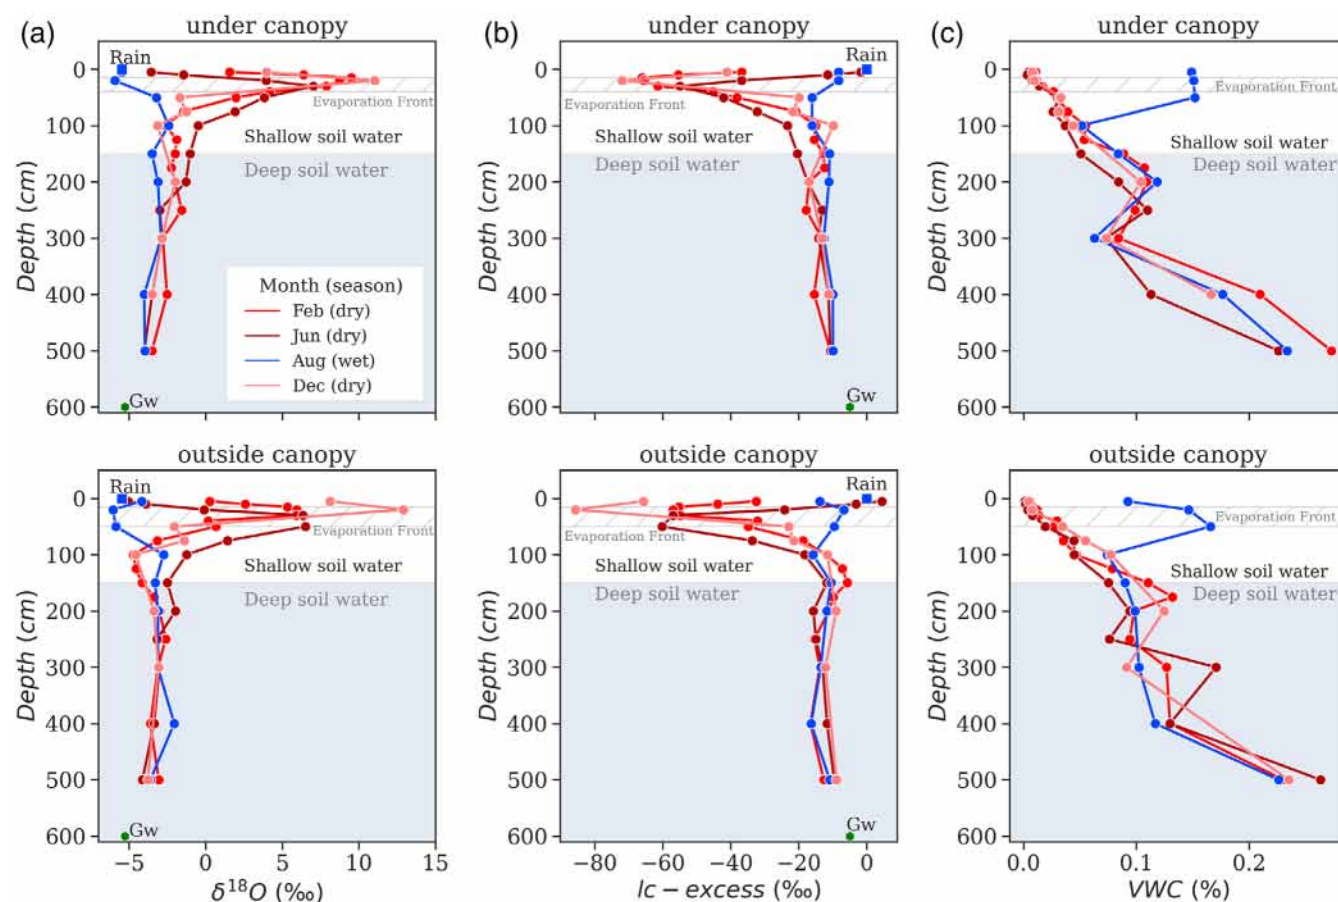 (a) under canopy
(b) under canopy
(c) under canopy
Rain
Evaporation Front
Shallow soil water
Deep soil water
Month (season)
Feb (dry)
Jun (dry)
Aug (wet)
Dec (dry)
Gw
Depth (cm)
0
100
200
300
400
500
600
Rain
Evaporation Front
Shallow soil water
Deep soil water
Gw
Depth (cm)
0
100
200
300
400
500
600
Evaporation Front
Shallow soil water
Deep soil water
Depth (cm)
0
100
200
300
400
500
600
outside canopy
outside canopy
outside canopy
Rain
Evaporation Front
Shallow soil water
Deep soil water
Gw
Depth (cm)
0
100
200
300
400
500
600
−5 0 5 10 15
δ¹⁸O (‰)
Rain
Evaporation Front
Shallow soil water
Deep soil water
Gw
Depth (cm)
0
100
200
300
400
500
600
−80 −60 −40 −20 0
lc − excess (‰)
Evaporation Front
Shallow soil water
Deep soil water
Depth (cm)
0
100
200
300
400
500
600
0.0 0.1 0.2
VWC (%)